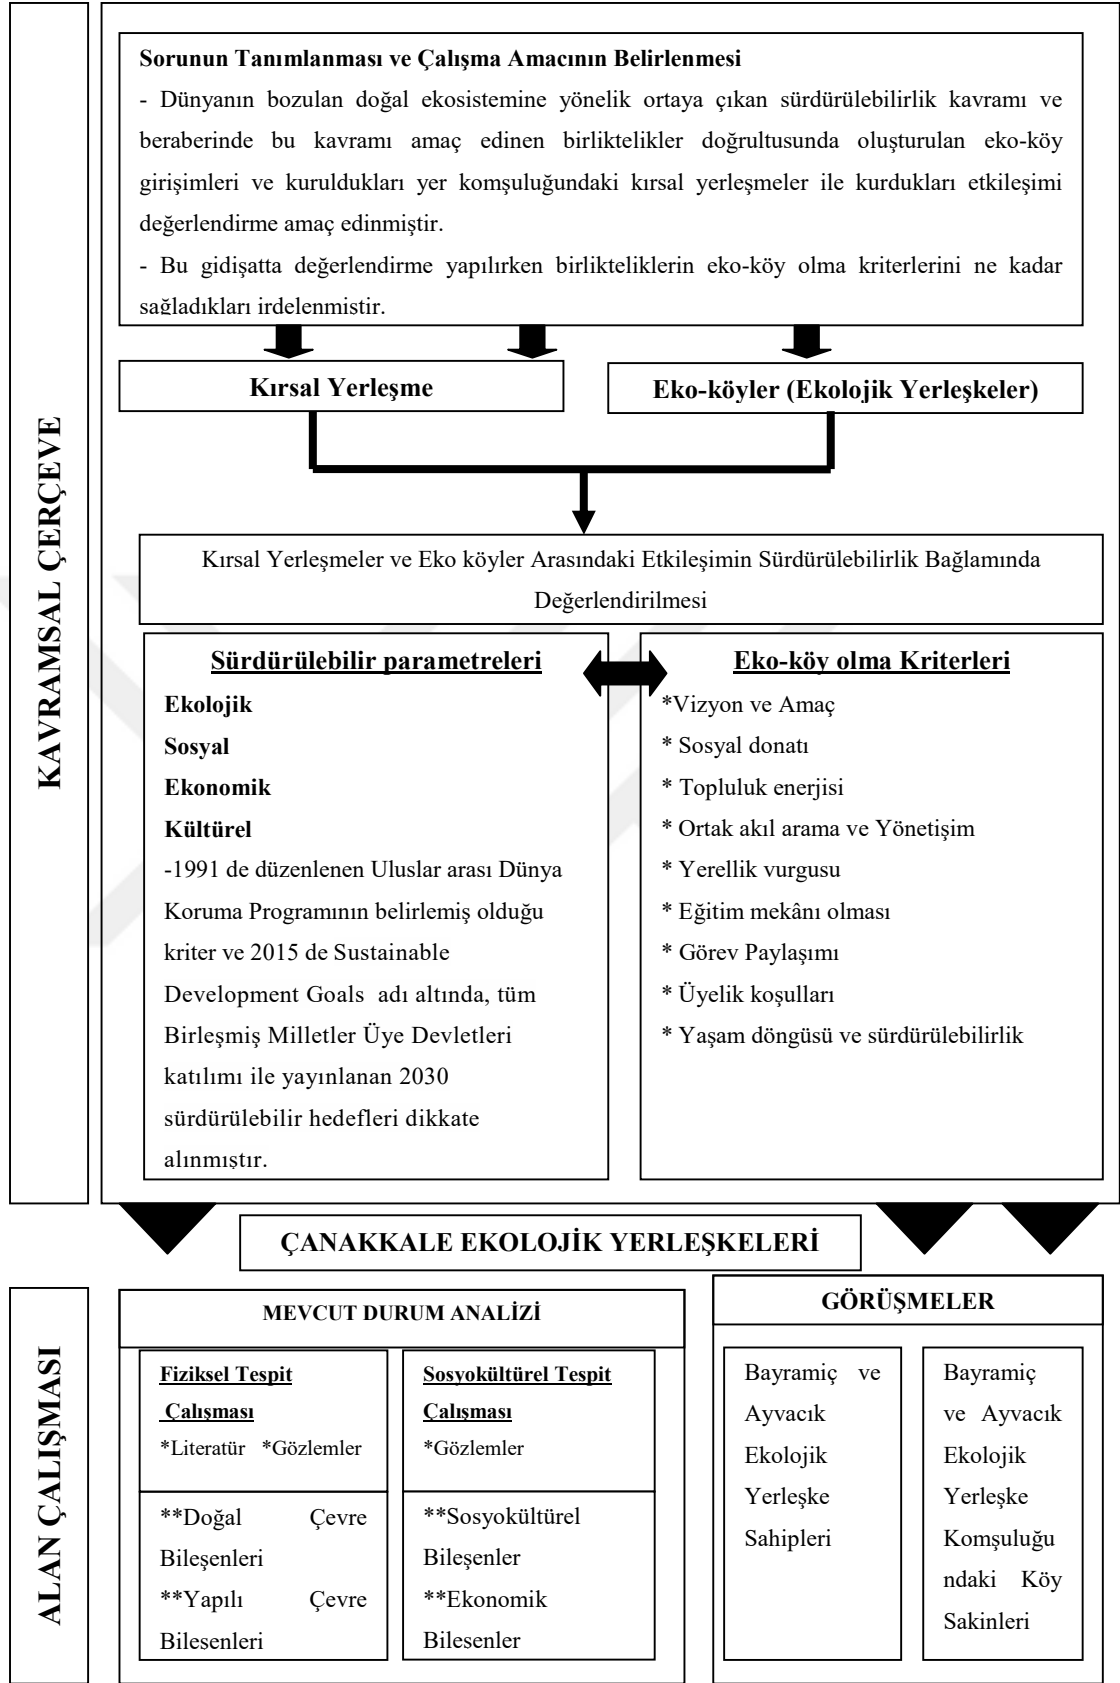 KAVRAMSAL ÇERÇEVE
Sorunun Tanımlanması ve Çalışma Amacının Belirlenmesi
- Dünyanın bozulan doğal ekosistemine yönelik ortaya çıkan sürdürülebilirlik kavramı ve
beraberinde bu kavramı amaç edinen birliktelikler doğrultusunda oluşturulan eko-köy
girişimleri ve kuruldukları yer komşuluğundaki kırsal yerleşmeler ile kurdukları etkileşimi
değerlendirme amaç edinmiştir.
- Bu gidişatta değerlendirme yapılırken birlikteliklerin eko-köy olma kriterlerini ne kadar
sağladıkları irdelenmiştir.
Kırsal Yerleşme
Eko-köyler (Ekolojik Yerleşkeler)
Kırsal Yerleşmeler ve Eko köyler Arasındaki Etkileşimin Sürdürülebilirlik Bağlamında
Değerlendirilmesi
Sürdürülebilir parametreleri
Ekolojik
Sosyal
Ekonomik
Kültürel
-1991 de düzenlenen Uluslar arası Dünya
Koruma Programının belirlemiş olduğu
kriter ve 2015 de Sustainable
Development Goals adı altında, tüm
Birleşmiş Milletler Üye Devletleri
katılımı ile yayınlanan 2030
sürdürülebilir hedefleri dikkate
alınmıştır.
Eko-köy olma Kriterleri
*Vizyon ve Amaç
* Sosyal donatı
* Topluluk enerjisi
* Ortak akıl arama ve Yönetişim
* Yerellik vurgusu
* Eğitim mekânı olması
* Görev Paylaşımı
* Üyelik koşulları
* Yaşam döngüsü ve sürdürülebilirlik
ÇANAKKALE EKOLOJİK YERLEŞKELERİ
ALAN ÇALIŞMASI
MEVCUT DURUM ANALİZİ
Fiziksel Tespit
Çalışması
*Literatür *Gözlemler
**Doğal Çevre
Bileşenleri
**Yapılı Çevre
Bileşenleri
Sosyokültürel Tespit
Çalışması
*Gözlemler
**Sosyokültürel
Bileşenler
**Ekonomik
Bileşenler
GÖRÜŞMELER
Bayramiç ve
Ayvacık
Ekolojik
Yerleşke
Sahipleri
Bayramiç
ve Ayvacık
Ekolojik
Yerleşke
Komşuluğu
ndaki Köy
Sakinleri